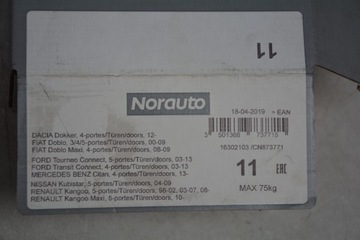 11
Norauto
18-04-2019 > EAN
3 501366 737715
16302103 /CN873771
DACIA Dokker, 4-portes/Türen/doors, 12-
FIAT Doblo, 3/4/5-portes/Türen/doors, 00-09
FIAT Doblo Maxi, 4-portes/Türen/doors, 08-09
FORD Tourneo Connect, 5-portes/Türen/doors, 03-13
FORD Transit Connect, 4-portes/Türen/doors, 03-13
MERCEDES BENZ Citan, 4-portes/Türen/doors, 13-
NISSAN Kubistar, 5-portes/Türen/doors, 04-09
RENAULT Kangoo, 5-portes/Türen/doors, 98-02, 03-07, 08-
RENAULT Kangoo Maxi, 5-portes/Türen/doors, 10-
11
EAC
MAX 75kg